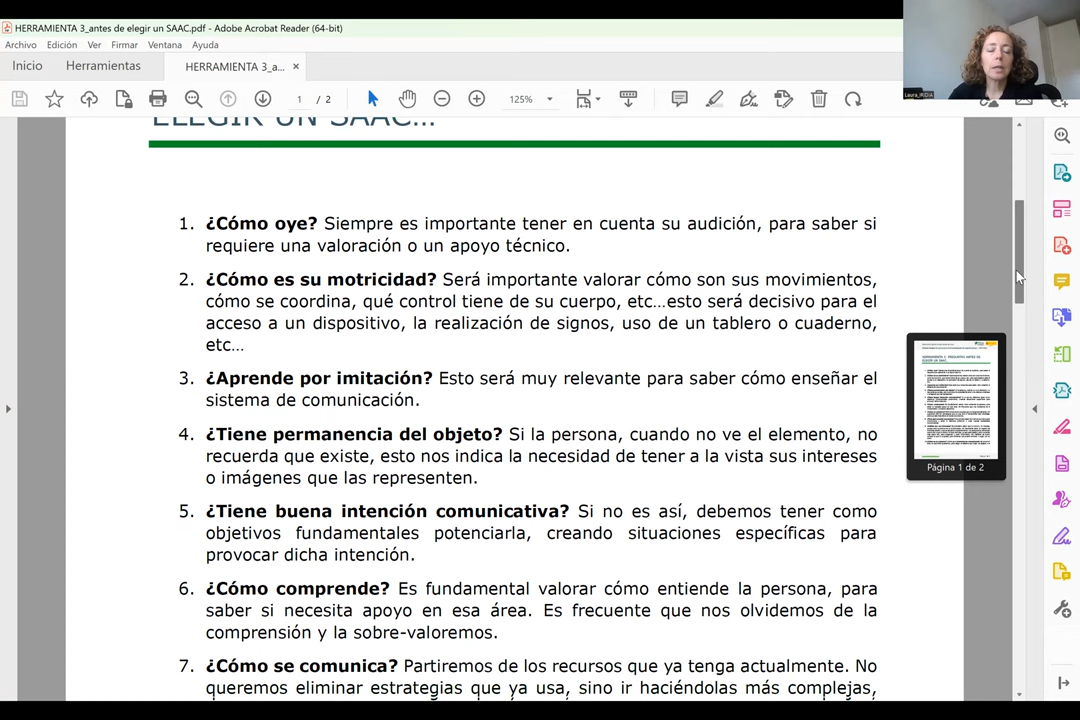 HERRAMIENTA 3_antes de elegir un SAAC.pdf - Adobe Acrobat Reader (64-bit)
Archivo Edición Ver Firmar Ventana Ayuda
Inicio Herramientas HERRAMIENTA 3_a... ×
1 / 2 125%
ELEGIR UN SAAC...
1. ¿Cómo oye? Siempre es importante tener en cuenta su audición, para saber si
requiere una valoración o un apoyo técnico.
2. ¿Cómo es su motricidad? Será importante valorar cómo son sus movimientos,
cómo se coordina, qué control tiene de su cuerpo, etc...esto será decisivo para el
acceso a un dispositivo, la realización de signos, uso de un tablero o cuaderno,
etc...
3. ¿Aprende por imitación? Esto será muy relevante para saber cómo enseñar el
sistema de comunicación.
4. ¿Tiene permanencia del objeto? Si la persona, cuando no ve el elemento, no
recuerda que existe, esto nos indica la necesidad de tener a la vista sus intereses
o imágenes que las representen.
5. ¿Tiene buena intención comunicativa? Si no es así, debemos tener como
objetivos fundamentales potenciarla, creando situaciones específicas para
provocar dicha intención.
6. ¿Cómo comprende? Es fundamental valorar cómo entiende la persona, para
saber si necesita apoyo en esa área. Es frecuente que nos olvidemos de la
comprensión y la sobre-valoremos.
7. ¿Cómo se comunica? Partiremos de los recursos que ya tenga actualmente. No
queremos eliminar estrategias que ya usa, sino ir haciéndolas más complejas,
Página 1 de 2